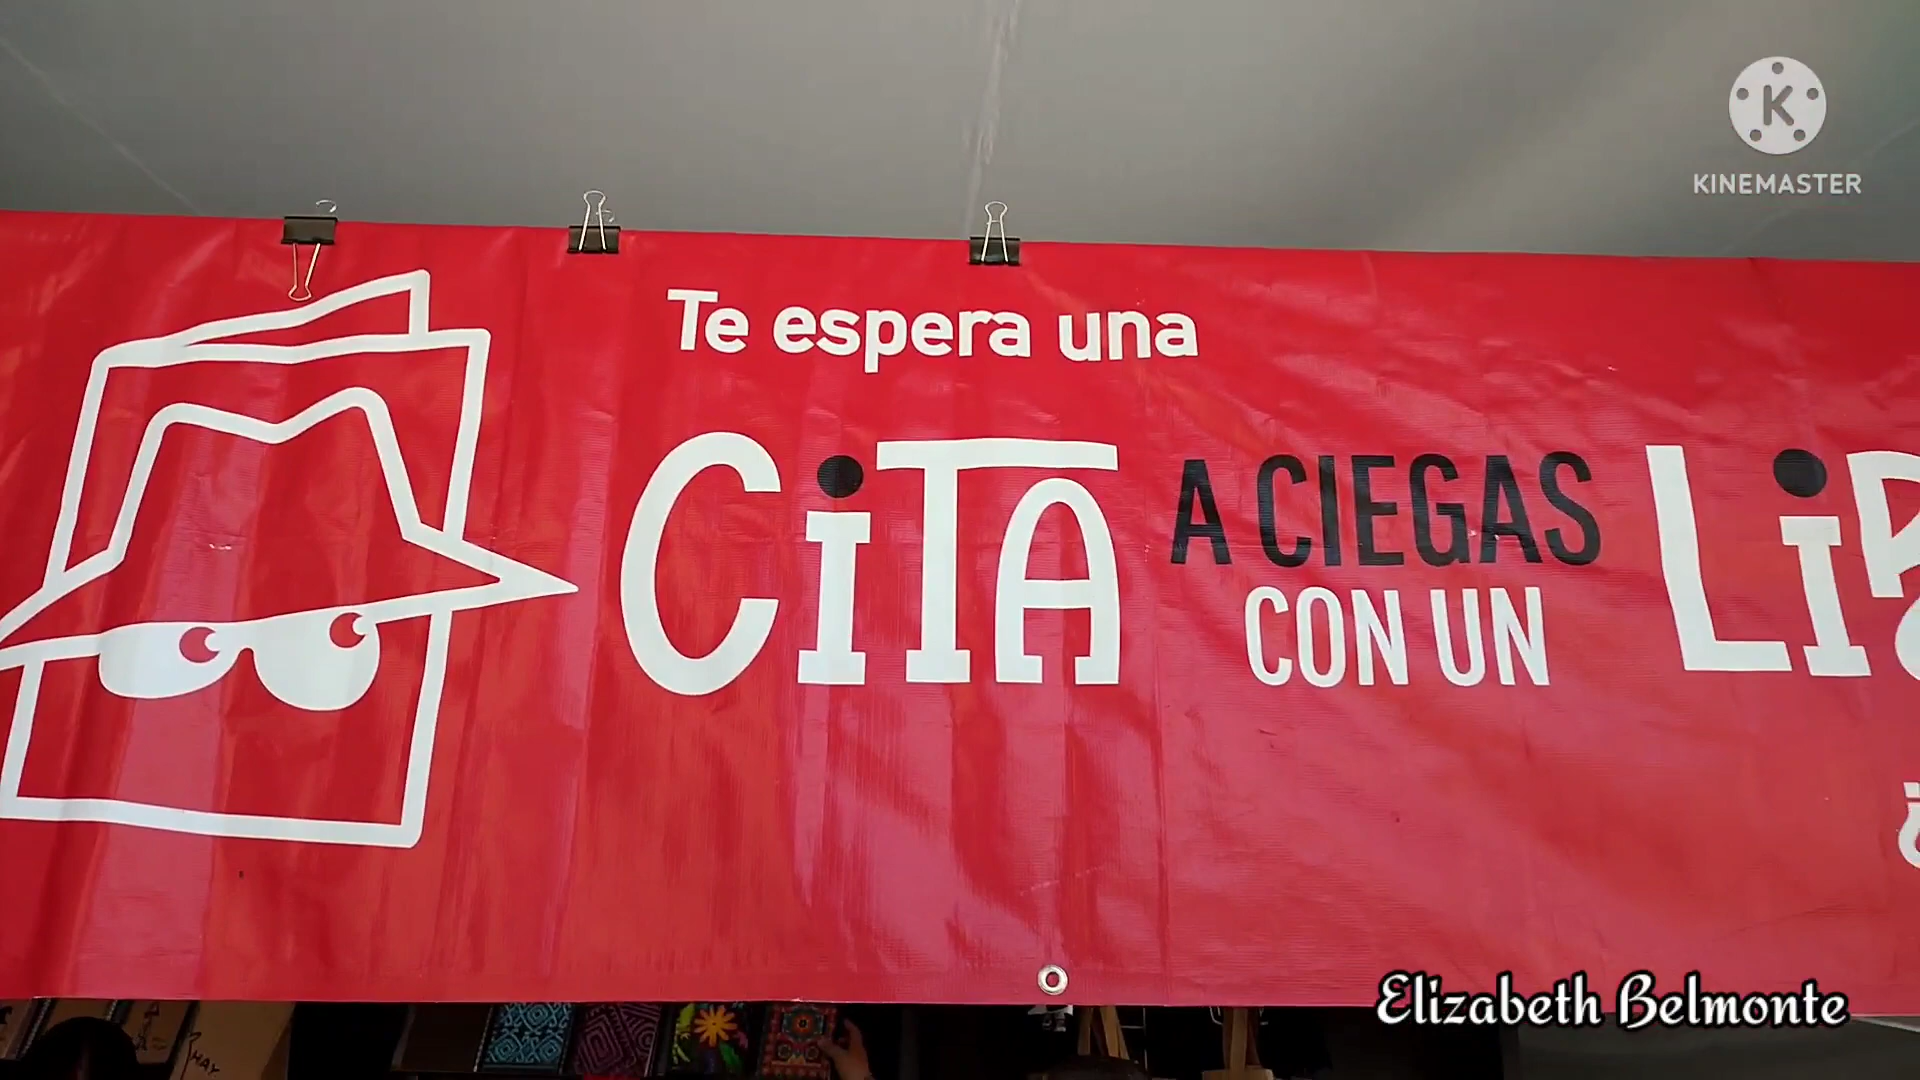 K
KINEMASTER
Te espera una
CiTA A CIEGAS CON UN
¿
Elizabeth Belmonte